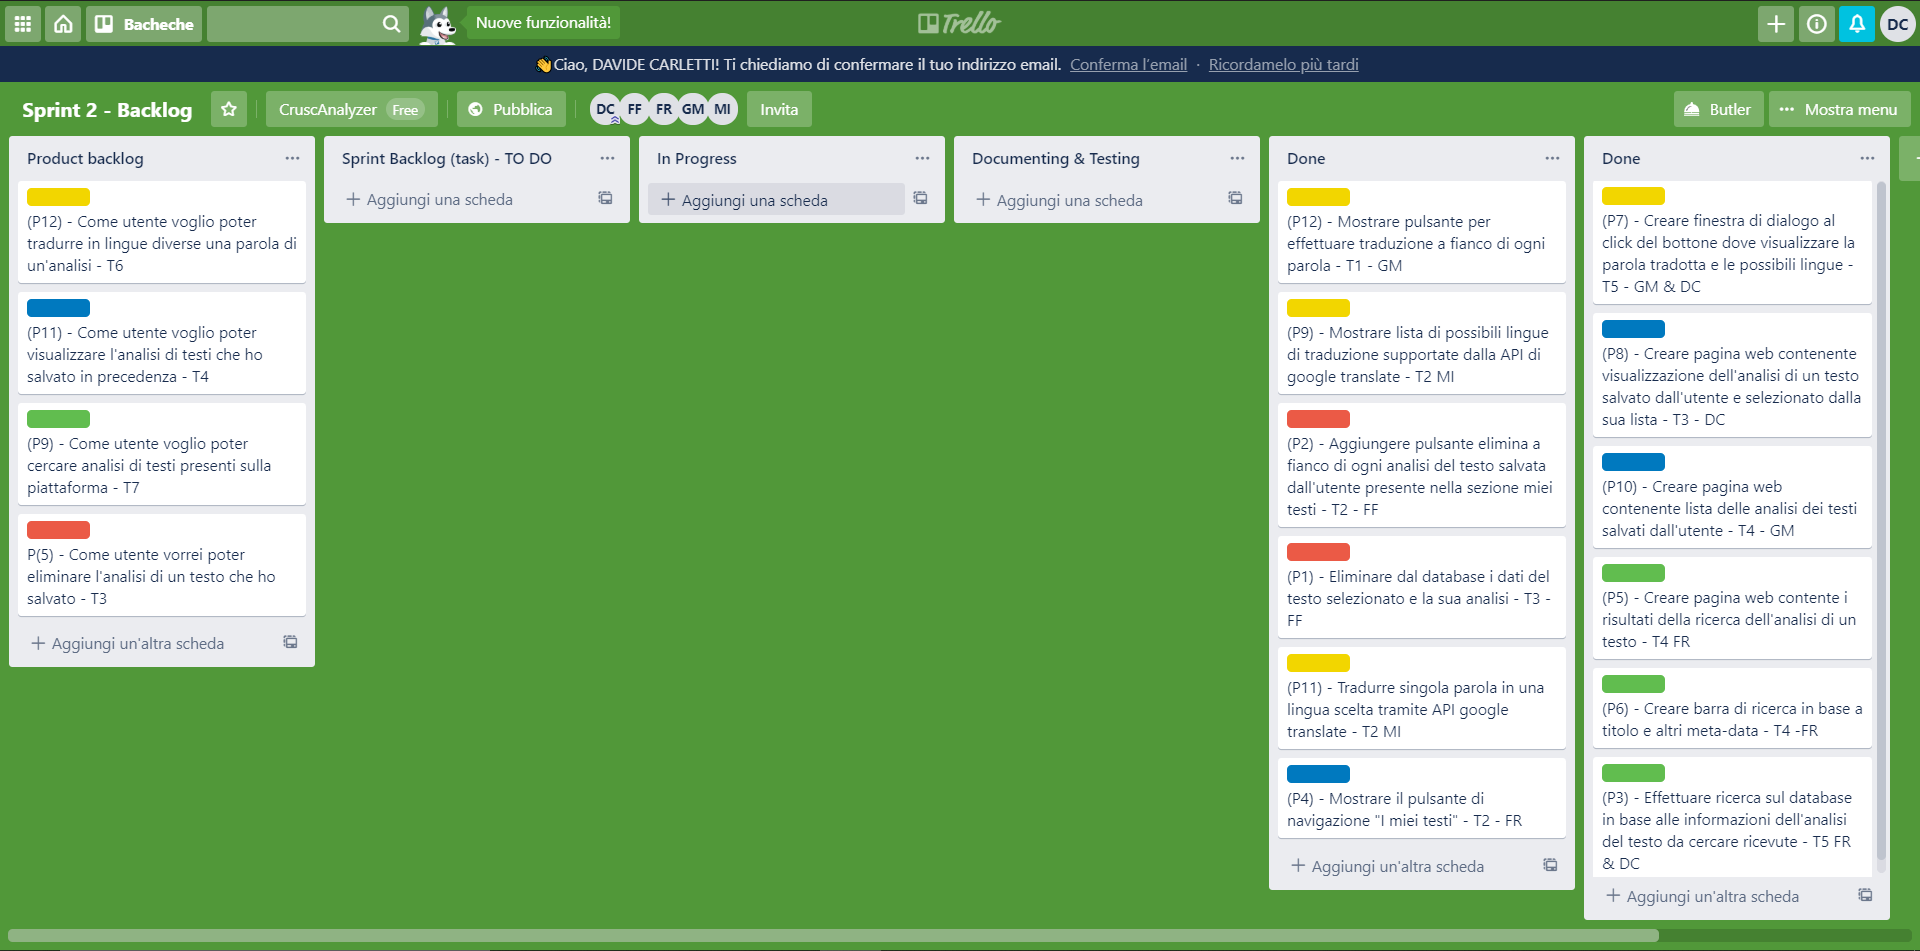 Bacheche
Nuove funzionalità!
Trello
DC
Ciao, DAVIDE CARLETTI! Ti chiediamo di confermare il tuo indirizzo email. Conferma l'email · Ricordamelo più tardi
Sprint 2 - Backlog
CruscAnalyzer Free
Pubblica
DC FF FR GM MI
Invita
Butler
Mostra menu
Product backlog
(P12) - Come utente voglio poter
tradurre in lingue diverse una parola di
un'analisi - T6
(P11) - Come utente voglio poter
visualizzare l'analisi di testi che ho
salvato in precedenza - T4
(P9) - Come utente voglio poter
cercare analisi di testi presenti sulla
piattaforma - T7
P(5) - Come utente vorrei poter
eliminare l'analisi di un testo che ho
salvato - T3
+ Aggiungi un'altra scheda
Sprint Backlog (task) - TO DO
+ Aggiungi una scheda
In Progress
+ Aggiungi una scheda
Documenting & Testing
+ Aggiungi una scheda
Done
(P12) - Mostrare pulsante per
effettuare traduzione a fianco di ogni
parola - T1 - GM
(P9) - Mostrare lista di possibili lingue
di traduzione supportate dalla API di
google translate - T2 MI
(P2) - Aggiungere pulsante elimina a
fianco di ogni analisi del testo salvata
dall'utente presente nella sezione miei
testi - T2 - FF
(P1) - Eliminare dal database i dati del
testo selezionato e la sua analisi - T3 -
FF
(P11) - Tradurre singola parola in una
lingua scelta tramite API google
translate - T2 MI
(P4) - Mostrare il pulsante di
navigazione "I miei testi" - T2 - FR
+ Aggiungi un'altra scheda
Done
(P7) - Creare finestra di dialogo al
click del bottone dove visualizzare la
parola tradotta e le possibili lingue -
T5 - GM & DC
(P8) - Creare pagina web contenente
visualizzazione dell'analisi di un testo
salvato dall'utente e selezionato dalla
sua lista - T3 - DC
(P10) - Creare pagina web
contenente lista delle analisi dei testi
salvati dall'utente - T4 - GM
(P5) - Creare pagina web contente i
risultati della ricerca dell'analisi di un
testo - T4 FR
(P6) - Creare barra di ricerca in base a
titolo e altri meta-data - T4 -FR
(P3) - Effettuare ricerca sul database
in base alle informazioni dell'analisi
del testo da cercare ricevute - T5 FR
& DC
+ Aggiungi un'altra scheda